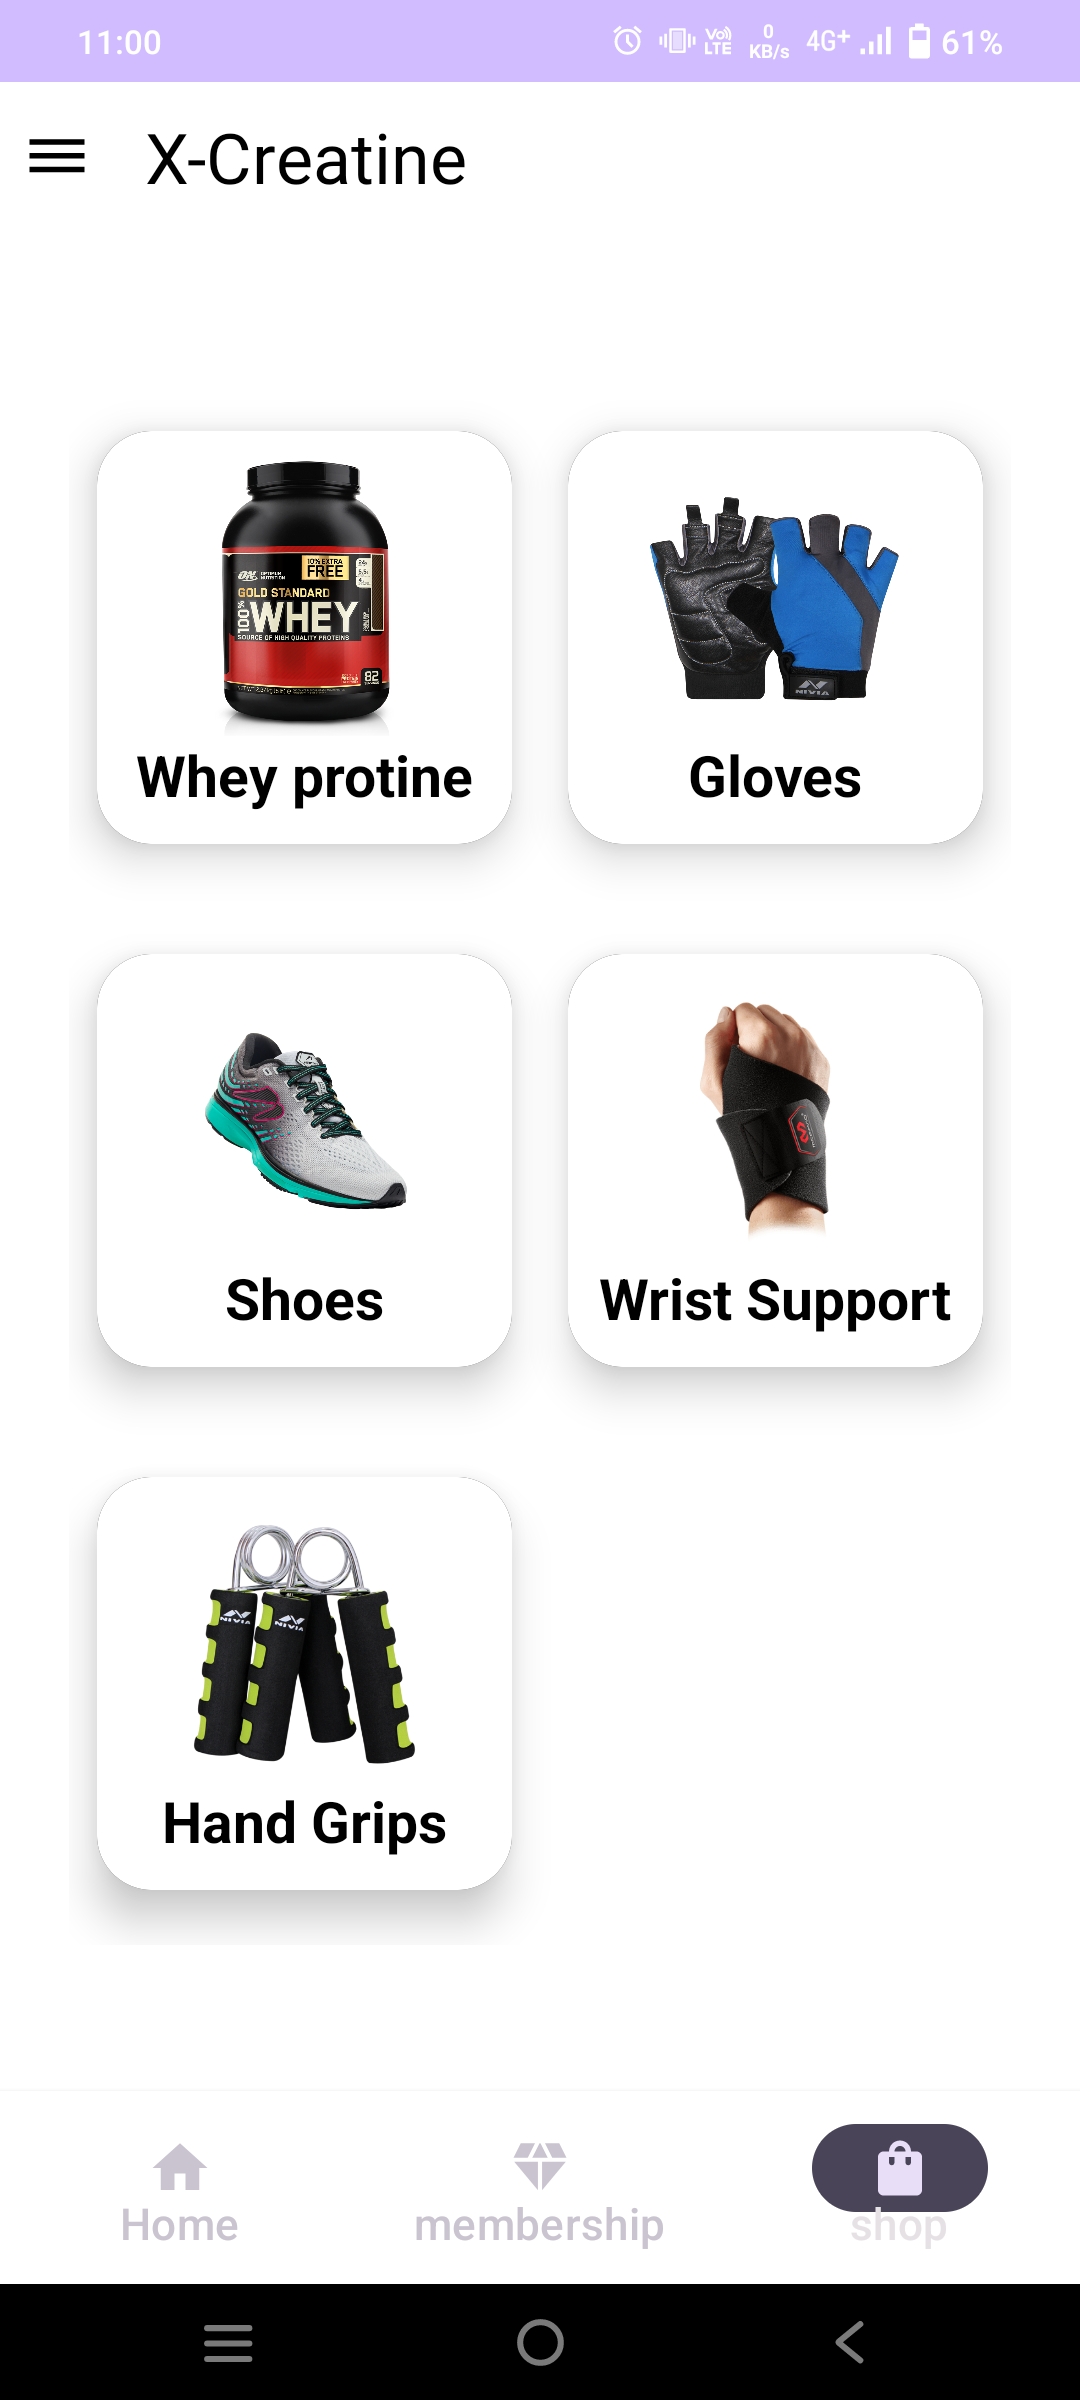 11:00
Vo)) LTE
0 KB/s
4G+
61%
X-Creatine
ON OPTIMUM NUTRITION
10% EXTRA
FREE
GOLD STANDARD
100% WHEY
SOURCE OF HIGH QUALITY PROTEINS
82
Whey protine
NIVIA
Gloves
Shoes
Wrist Support
NIVIA
NIVIA
Hand Grips
Home
membership
shop